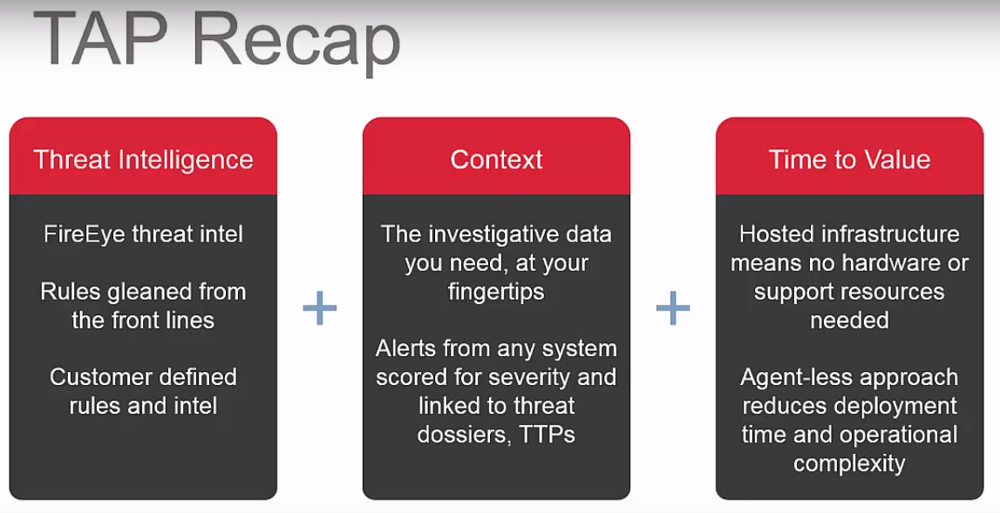 TAP Recap
Threat Intelligence
FireEye threat intel
Rules gleaned from
the front lines
Customer defined
rules and intel
+
Context
The investigative data
you need, at your
fingertips
Alerts from any system
scored for severity and
linked to threat
dossiers, TTPs
+
Time to Value
Hosted infrastructure
means no hardware or
support resources
needed
Agent-less approach
reduces deployment
time and operational
complexity